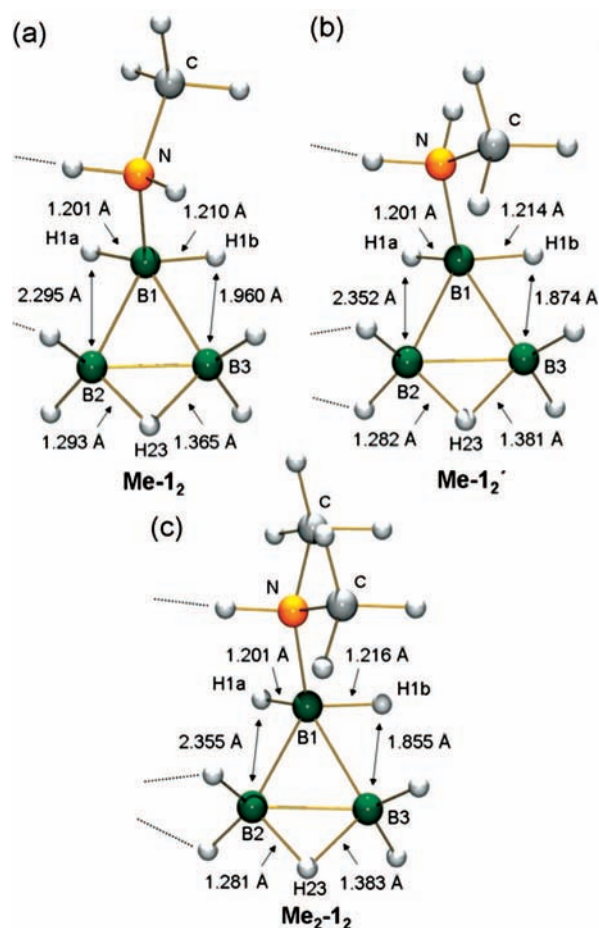 (a)
C
N
1.201 Å 1.210 Å
H1a H1b
2.295 Å 1.960 Å
B1
B2 B3
H23
1.293 Å 1.365 Å
Me-1₂
(b)
C
N
1.201 Å 1.214 Å
H1a H1b
2.352 Å 1.874 Å
B1
B2 B3
H23
1.282 Å 1.381 Å
Me-1₂´
(c)
C
N C
1.201 Å 1.216 Å
H1a H1b
2.355 Å 1.855 Å
B1
B2 B3
H23
1.281 Å 1.383 Å
Me₂-1₂